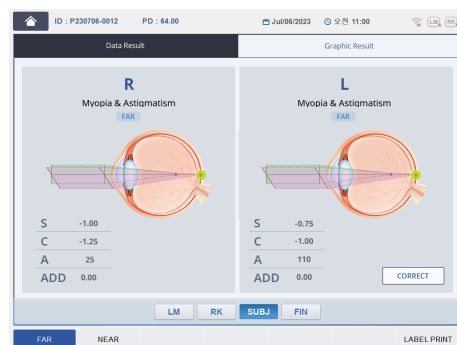 ID : P230706-0012 PD : 64.00 Jul/06/2023 오전 11:00 LM RK
Data Result Graphic Result
R
Myopia & Astigmatism
FAR
S -1.00
C -1.25
A 25
ADD 0.00
L
Myopia & Astigmatism
FAR
S -0.75
C -1.00
A 110
ADD 0.00
CORRECT
LM RK SUBJ FIN
FAR NEAR LABEL PRINT